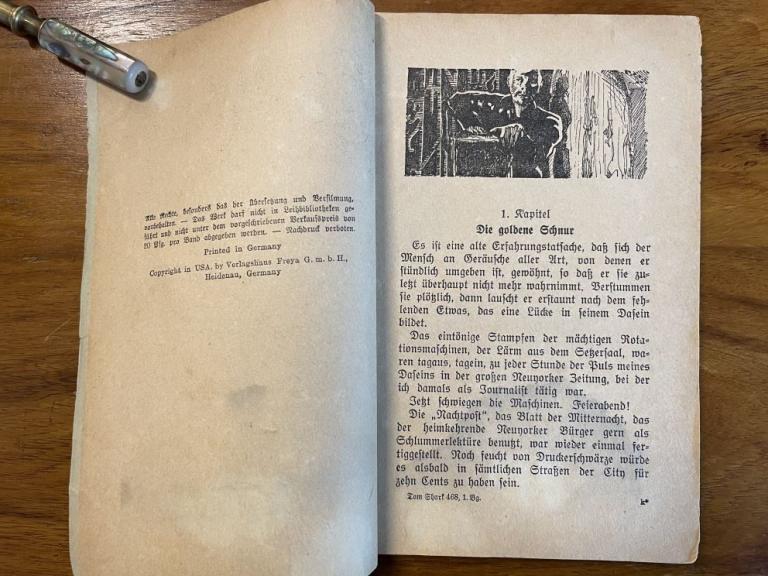 Alle Rechte, besonders das der Übersetzung und Verfilmung,
vorbehalten. — Das Werk darf nicht in Leihbibliotheken ge-
führt und nicht unter dem vorgeschriebenen Verkaufspreis von
20 Pfg. pro Band abgegeben werden. — Nachdruck verboten.
Printed in Germany
Copyright in USA. by Verlagshaus Freya G. m. b. H.,
Heidenau, Germany
1. Kapitel
Die goldene Schnur
Es ist eine alte Erfahrungstatsache, daß sich der
Mensch an Geräusche aller Art, von denen er
stündlich umgeben ist, gewöhnt, so daß er sie zu-
letzt überhaupt nicht mehr wahrnimmt. Verstummen
sie plötzlich, dann lauscht er erstaunt nach dem feh-
lenden Etwas, das eine Lücke in seinem Dasein
bildet.
Das eintönige Stampfen der mächtigen Rota-
tionsmaschinen, der Lärm aus dem Setzersaal, wa-
ren tagaus, tagein, zu jeder Stunde der Puls meines
Daseins in der großen Neuyorker Zeitung, bei der
ich damals als Journalist tätig war.
Jetzt schwiegen die Maschinen. Feierabend!
Die „Nachtpost“, das Blatt der Mitternacht, das
der heimkehrende Neuyorker Bürger gern als
Schlummerlektüre benutzt, war wieder einmal fer-
tiggestellt. Noch feucht von Druckerschwärze würde
es alsbald in sämtlichen Straßen der City für
zehn Cents zu haben sein.
Tom Shark 468, 1. Bg. k*